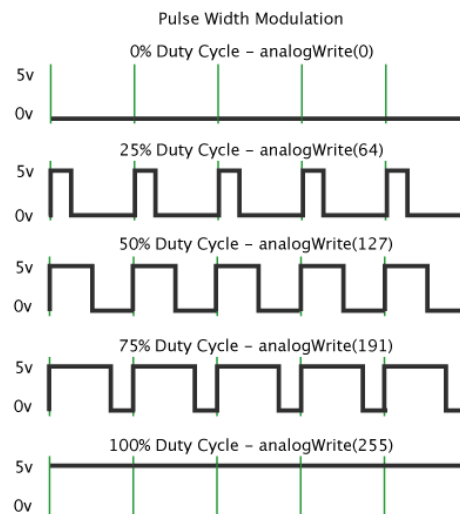 Pulse Width Modulation
0% Duty Cycle – analogWrite(0)
5v
0v
25% Duty Cycle – analogWrite(64)
5v
0v
50% Duty Cycle – analogWrite(127)
5v
0v
75% Duty Cycle – analogWrite(191)
5v
0v
100% Duty Cycle – analogWrite(255)
5v
0v